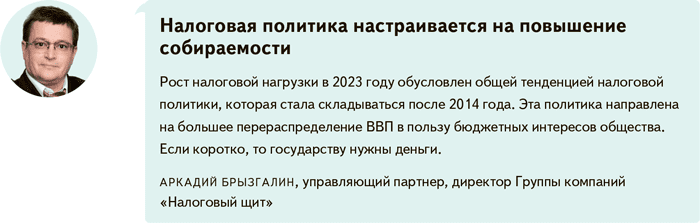 Налоговая политика настраивается на повышение
собираемости
Рост налоговой нагрузки в 2023 году обусловлен общей тенденцией налоговой
политики, которая стала складываться после 2014 года. Эта политика направлена
на большее перераспределение ВВП в пользу бюджетных интересов общества.
Если коротко, то государству нужны деньги.
АРКАДИЙ БРЫЗГАЛИН, управляющий партнер, директор Группы компаний
«Налоговый щит»